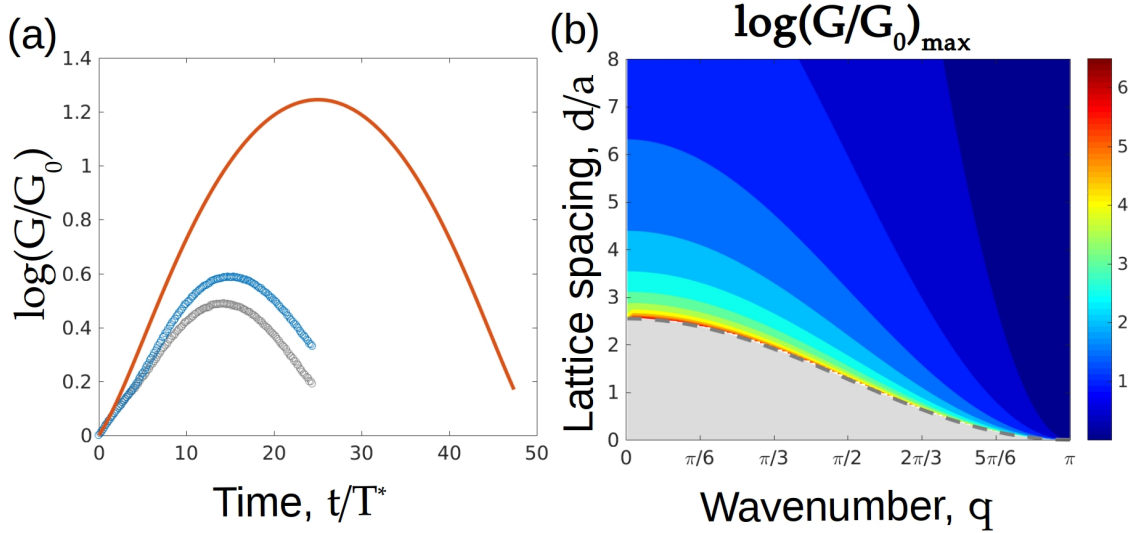 (a)
log(G/G₀)
1.4
1.2
1
0.8
0.6
0.4
0.2
0
0 10 20 30 40 50
Time, t/T*
(b)
log(G/G₀)max
Lattice spacing, d/a
8
7
6
5
4
3
2
1
0
0 π/6 π/3 π/2 2π/3 5π/6 π
Wavenumber, q
6
5
4
3
2
1